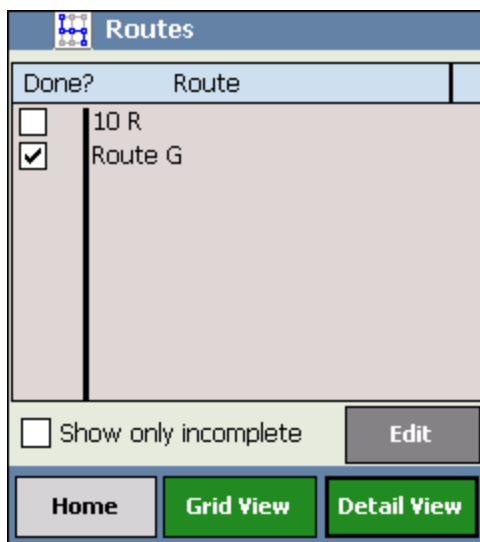 Routes
Done? Route
10 R
Route G
Show only incomplete Edit
Home Grid View Detail View